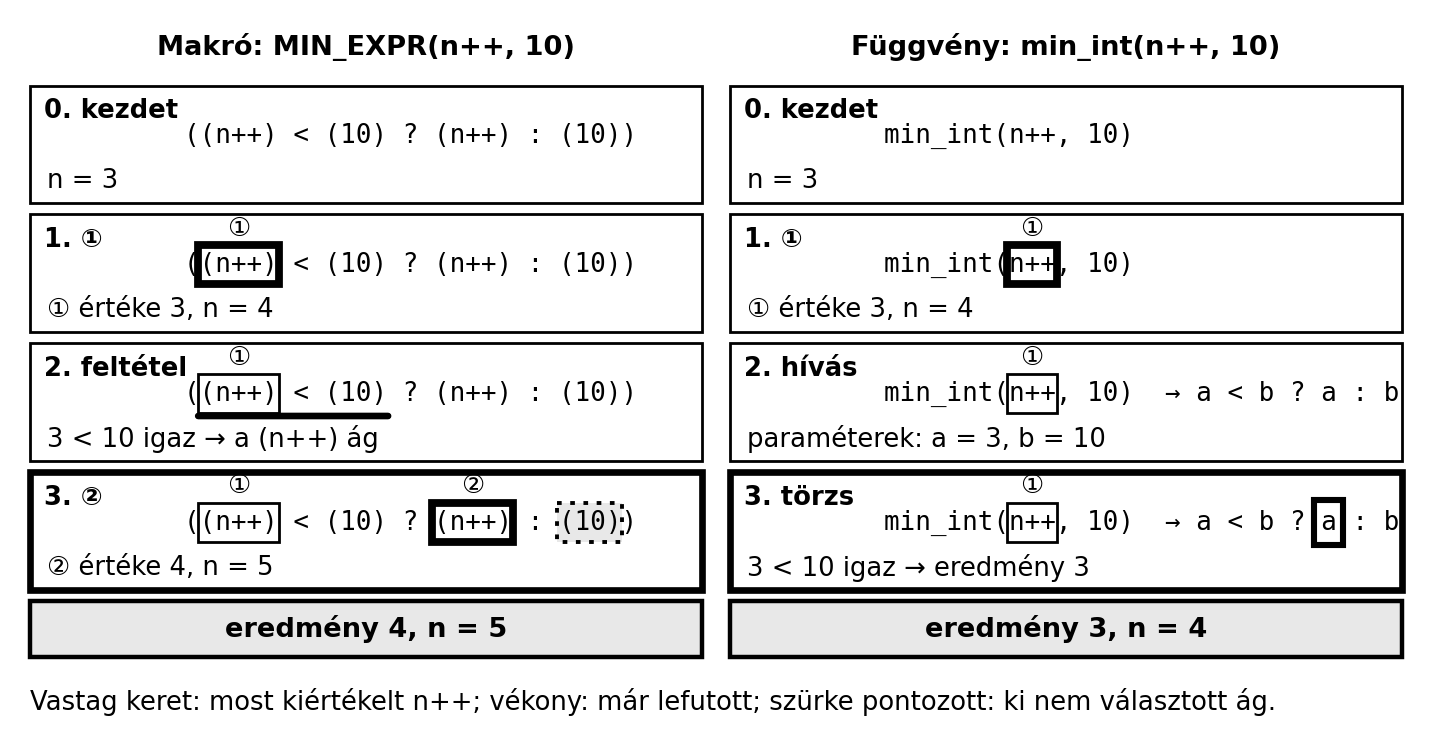 Makró: MIN_EXPR(n++, 10)
0. kezdet
((n++) < (10) ? (n++) : (10))
n = 3
1. ①
①
((n++) < (10) ? (n++) : (10))
① értéke 3, n = 4
2. feltétel
①
((n++) < (10) ? (n++) : (10))
3 < 10 igaz → a (n++) ág
3. ②
① ②
((n++) < (10) ? (n++) : (10))
② értéke 4, n = 5
eredmény 4, n = 5
Függvény: min_int(n++, 10)
0. kezdet
min_int(n++, 10)
n = 3
1. ①
①
min_int(n++, 10)
① értéke 3, n = 4
2. hívás
①
min_int(n++, 10) → a < b ? a : b
paraméterek: a = 3, b = 10
3. törzs
①
min_int(n++, 10) → a < b ? a : b
3 < 10 igaz → eredmény 3
eredmény 3, n = 4
Vastag keret: most kiértékelt n++; vékony: már lefutott; szürke pontozott: ki nem választott ág.